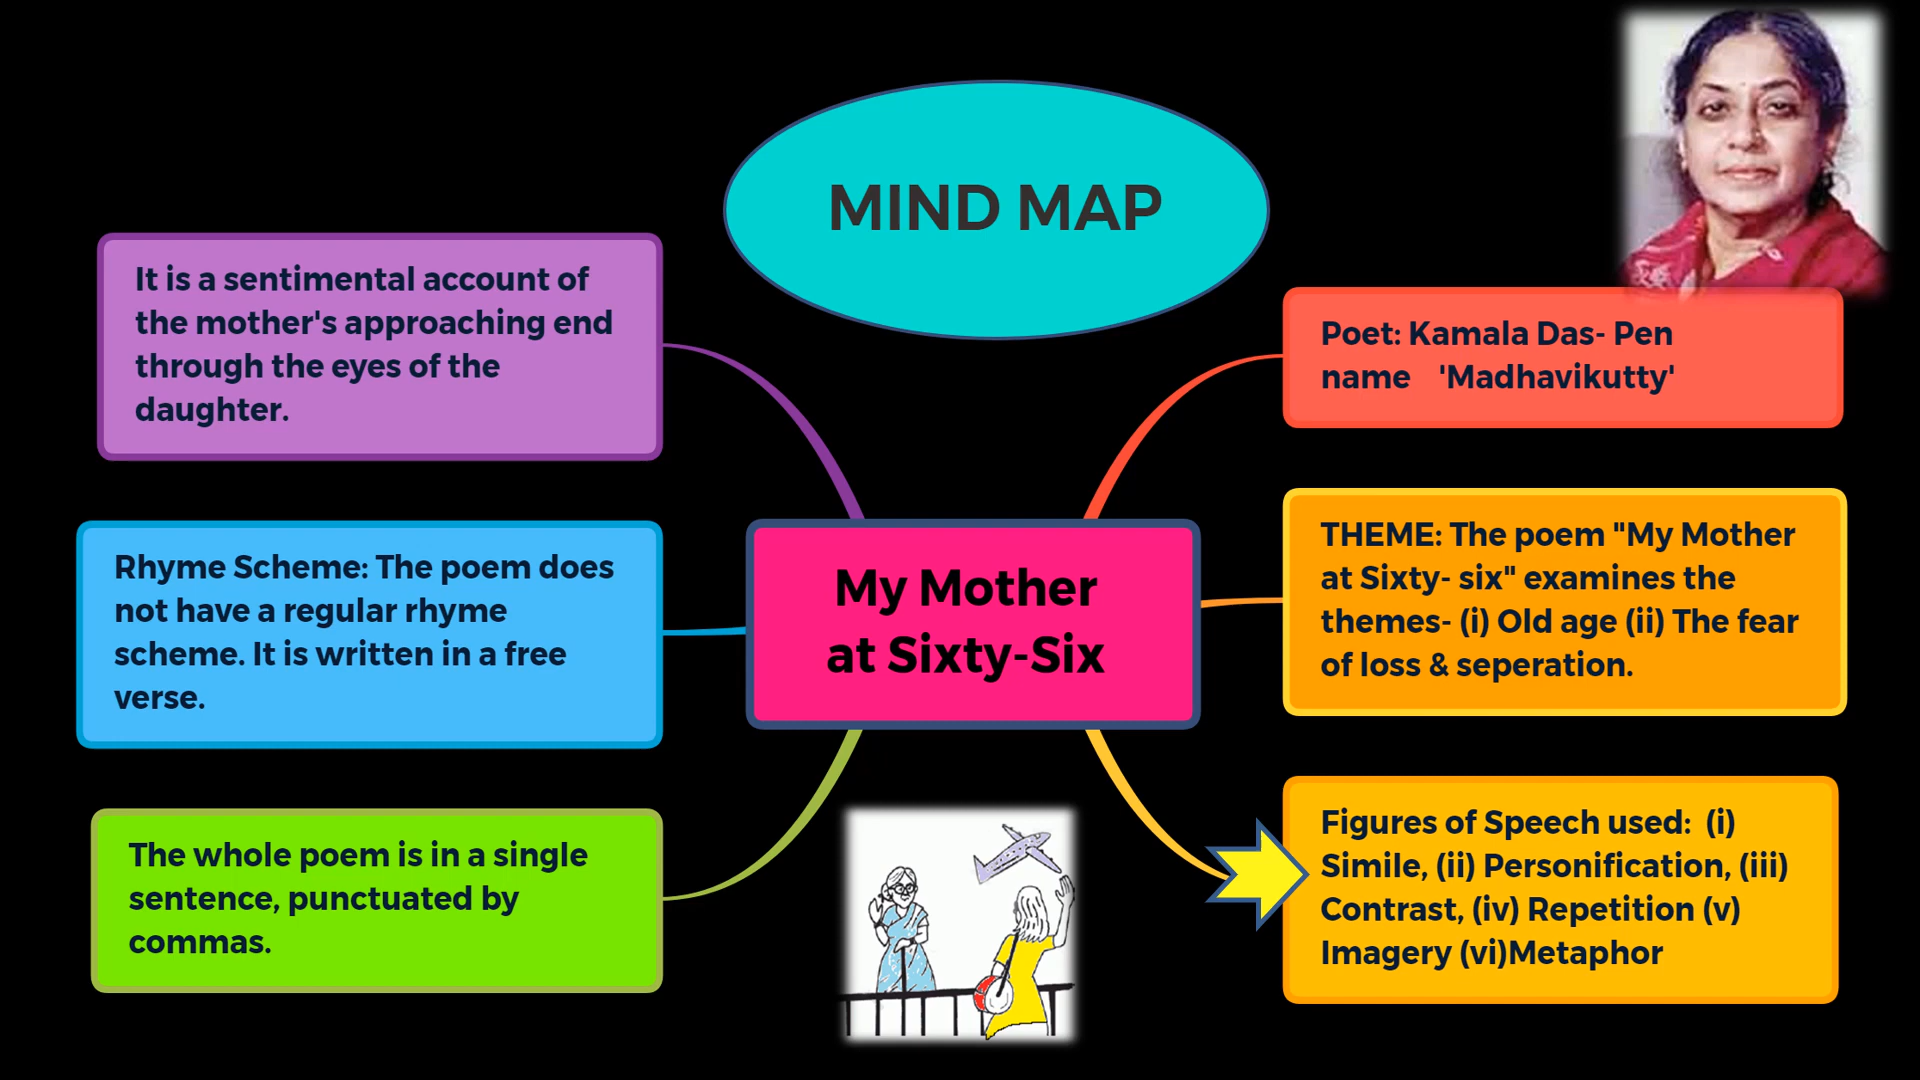 MIND MAP
It is a sentimental account of
the mother's approaching end
through the eyes of the
daughter.
Rhyme Scheme: The poem does
not have a regular rhyme
scheme. It is written in a free
verse.
The whole poem is in a single
sentence, punctuated by
commas.
My Mother
at Sixty-Six
Poet: Kamala Das- Pen
name 'Madhavikutty'
THEME: The poem "My Mother
at Sixty- six" examines the
themes- (i) Old age (ii) The fear
of loss & seperation.
Figures of Speech used: (i)
Simile, (ii) Personification, (iii)
Contrast, (iv) Repetition (v)
Imagery (vi)Metaphor